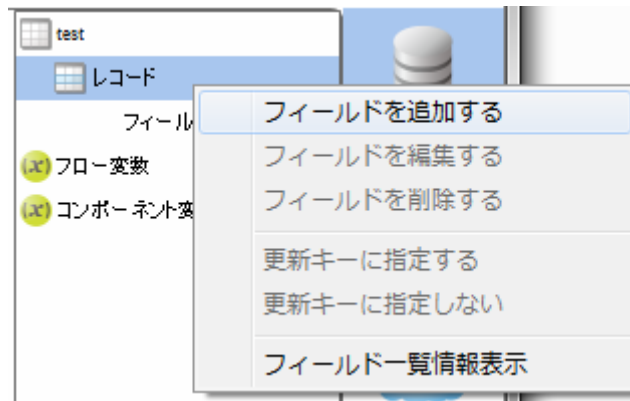 test
レコード
フィール
フロー変数
コンポーネント変
フィールドを追加する
フィールドを編集する
フィールドを削除する
更新キーに指定する
更新キーに指定しない
フィールド一覧情報表示